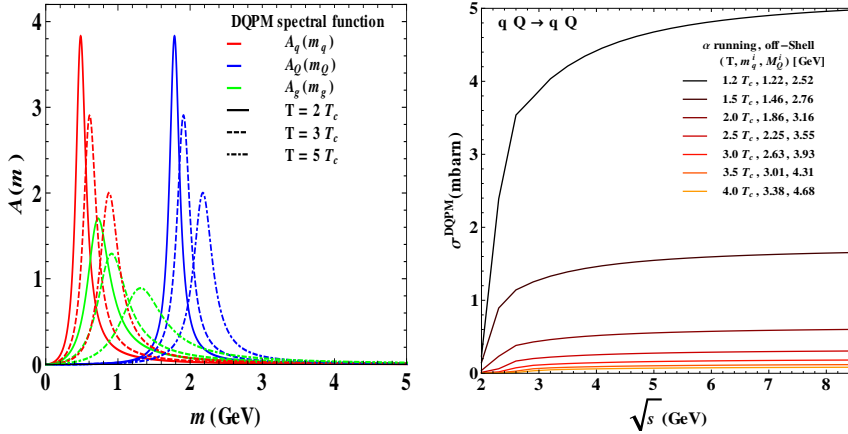 DQPM spectral function
A_q(m_q)
A_Q(m_Q)
A_g(m_g)
T = 2 T_c
T = 3 T_c
T = 5 T_c
A(m)
4
3
2
1
0
0 1 2 3 4 5
m (GeV)
q Q → q Q
α running, off−Shell
(T, m_q^i, M_Q^i) [GeV]
1.2 T_c, 1.22, 2.52
1.5 T_c, 1.46, 2.76
2.0 T_c, 1.86, 3.16
2.5 T_c, 2.25, 3.55
3.0 T_c, 2.63, 3.93
3.5 T_c, 3.01, 4.31
4.0 T_c, 3.38, 4.68
σ^DQPM (mbarn)
5
4
3
2
1
0
2 3 4 5 6 7 8
√s (GeV)